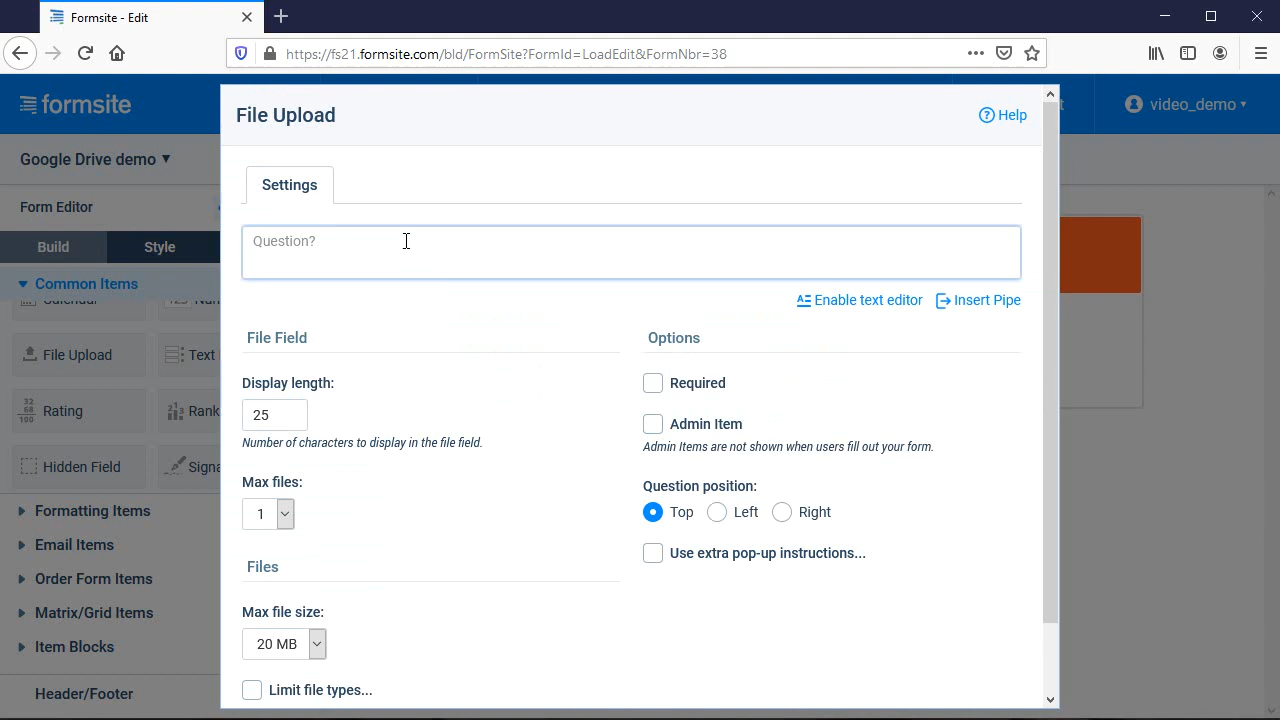 Formsite - Edit
https://fs21.formsite.com/bld/FormSite?FormId=LoadEdit&FormNbr=38
formsite
video_demo
Google Drive demo
Form Editor
Build Style
Common Items
Calendar
File Upload Text
Rating Rank
Hidden Field Signa
Formatting Items
Email Items
Order Form Items
Matrix/Grid Items
Item Blocks
Header/Footer
File Upload
Help
Settings
Question?
Enable text editor Insert Pipe
File Field
Display length:
25
Number of characters to display in the file field.
Max files:
1
Files
Max file size:
20 MB
Limit file types...
Options
Required
Admin Item
Admin Items are not shown when users fill out your form.
Question position:
Top Left Right
Use extra pop-up instructions...